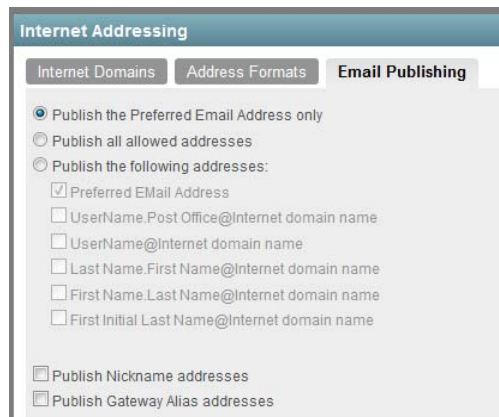 Internet Addressing
Internet Domains Address Formats Email Publishing
Publish the Preferred Email Address only
Publish all allowed addresses
Publish the following addresses:
Preferred EMail Address
UserName.Post Office@Internet domain name
UserName@Internet domain name
Last Name.First Name@Internet domain name
First Name.Last Name@Internet domain name
First Initial Last Name@Internet domain name
Publish Nickname addresses
Publish Gateway Alias addresses